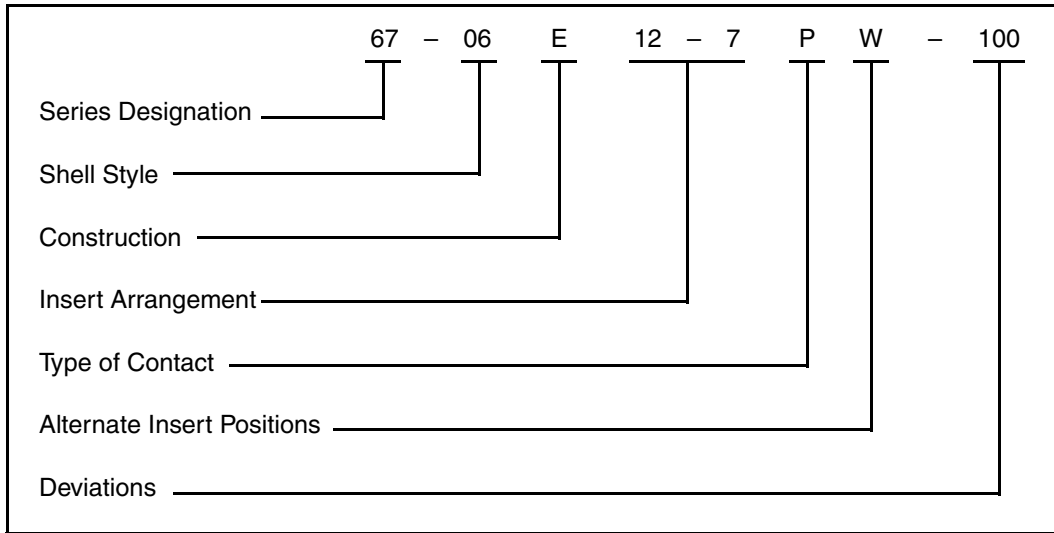 67 – 06 E 12 – 7 P W – 100
Series Designation
Shell Style
Construction
Insert Arrangement
Type of Contact
Alternate Insert Positions
Deviations